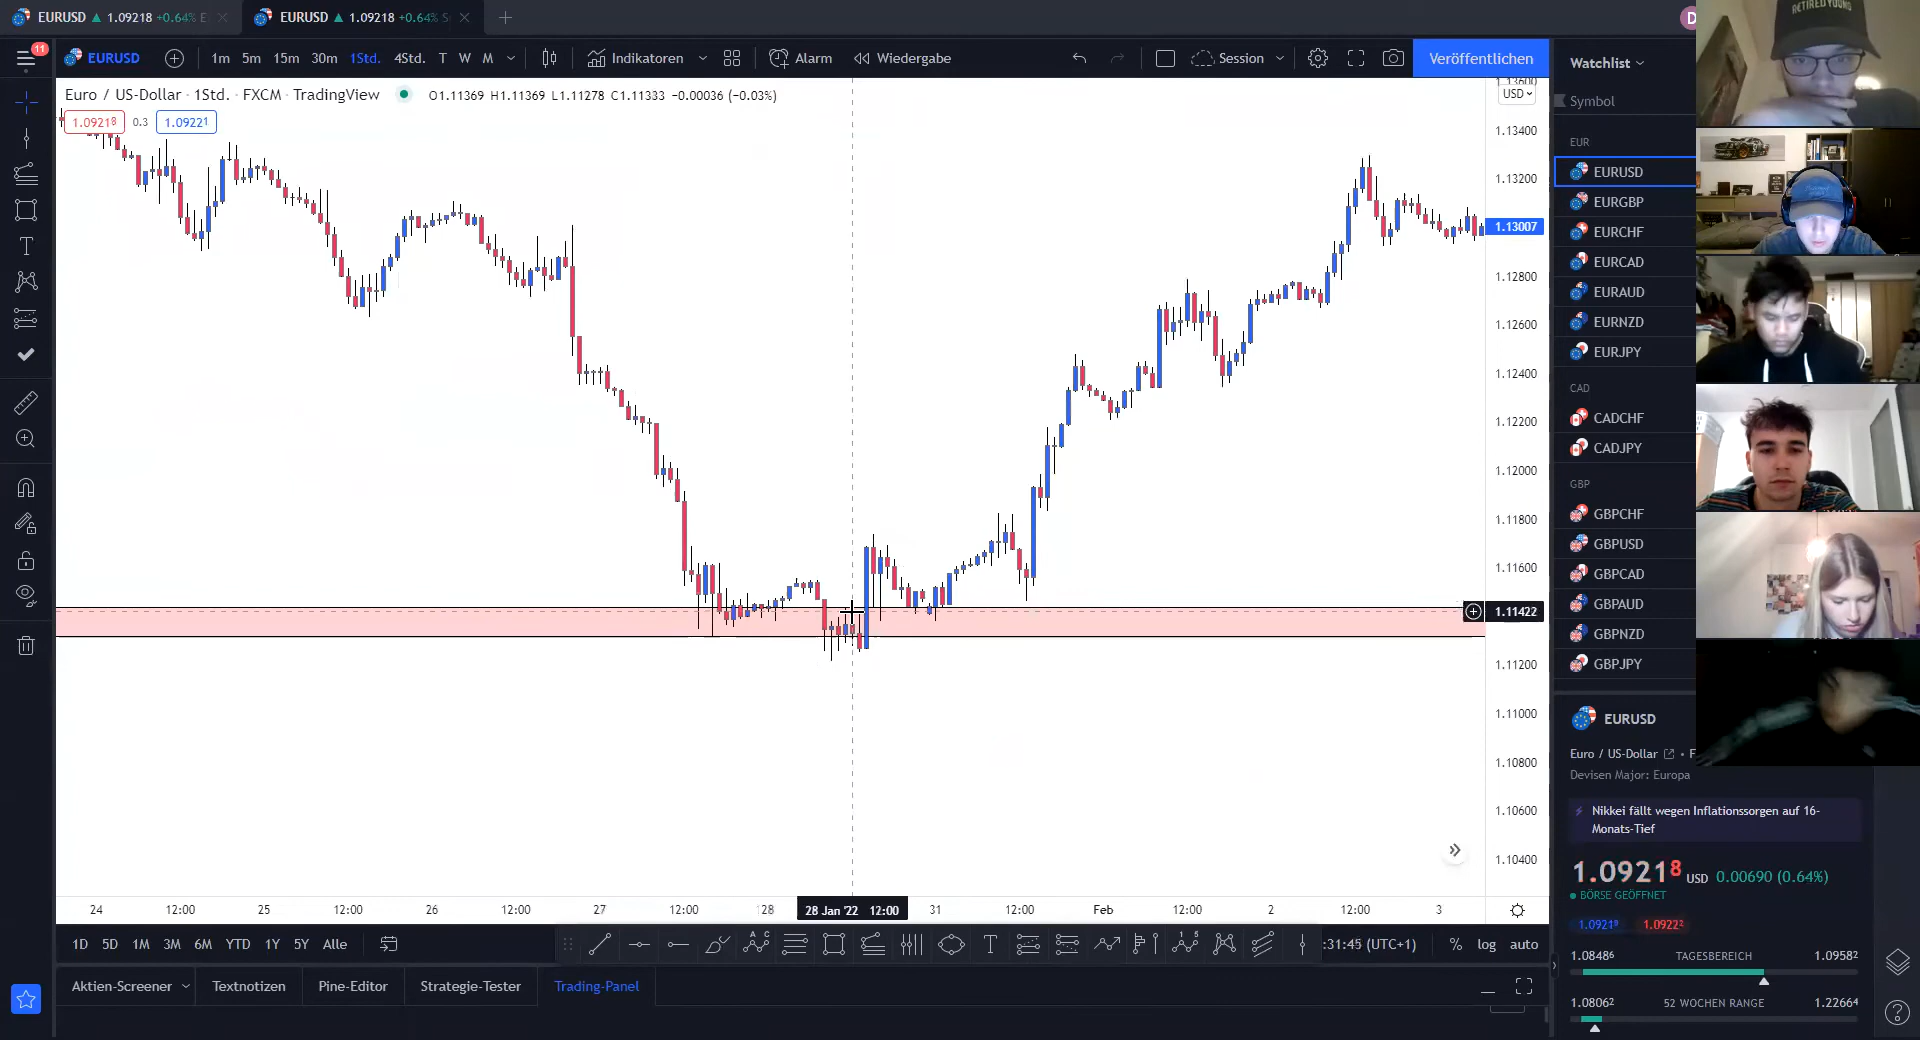 EURUSD ▲ 1.09218 +0.64% E
EURUSD ▲ 1.09218 +0.64% S
11
EURUSD
1m 5m 15m 30m 1Std. 4Std. T W M
Indikatoren
Alarm
Wiedergabe
Session
Veröffentlichen
Euro / US-Dollar · 1Std. · FXCM · TradingView
O1.11369 H1.11369 L1.11278 C1.11333 -0.00036 (-0.03%)
1.09218 0.3 1.09221
USD
1.13600
1.13400
1.13200
1.13007
1.12800
1.12600
1.12400
1.12200
1.12000
1.11800
1.11600
1.11422
1.11200
1.11000
1.10800
1.10600
1.10400
24 12:00 25 12:00 26 12:00 27 12:00 28 28 Jan '22 12:00 31 12:00 Feb 12:00 2 12:00 3
1D 5D 1M 3M 6M YTD 1Y 5Y Alle
:31:45 (UTC+1) % log auto
Aktien-Screener Textnotizen Pine-Editor Strategie-Tester Trading-Panel
Watchlist
Symbol
EUR
EURUSD
EURGBP
EURCHF
EURCAD
EURAUD
EURNZD
EURJPY
CAD
CADCHF
CADJPY
GBP
GBPCHF
GBPUSD
GBPCAD
GBPAUD
GBPNZD
GBPJPY
EURUSD
Euro / US-Dollar • F
Devisen Major: Europa
Nikkei fällt wegen Inflationssorgen auf 16-
Monats-Tief
1.09218 USD 0.00690 (0.64%)
BÖRSE GEÖFFNET
1.09219 1.09222
1.08486 TAGESBEREICH 1.09582
1.08062 52 WOCHEN RANGE 1.22664
D
RETIRED YOUNG